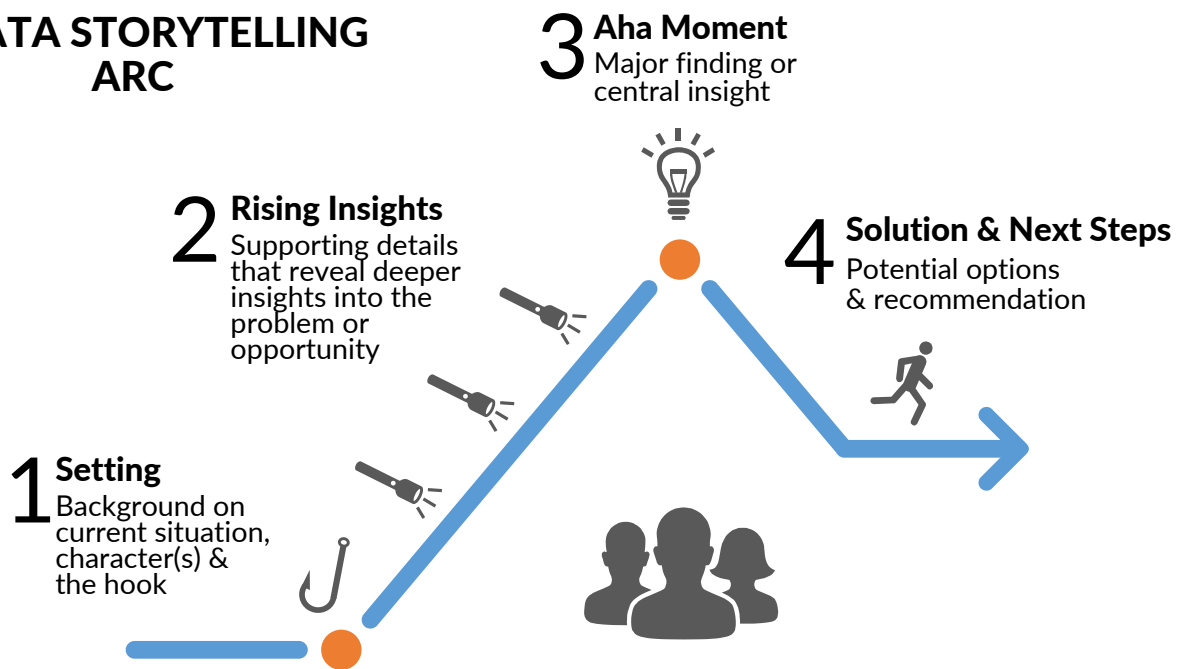 ATA STORYTELLING
ARC
3 Aha Moment
Major finding or
central insight
2 Rising Insights
Supporting details
that reveal deeper
insights into the
problem or
opportunity
4 Solution & Next Steps
Potential options
& recommendation
1 Setting
Background on
current situation,
character(s) &
the hook